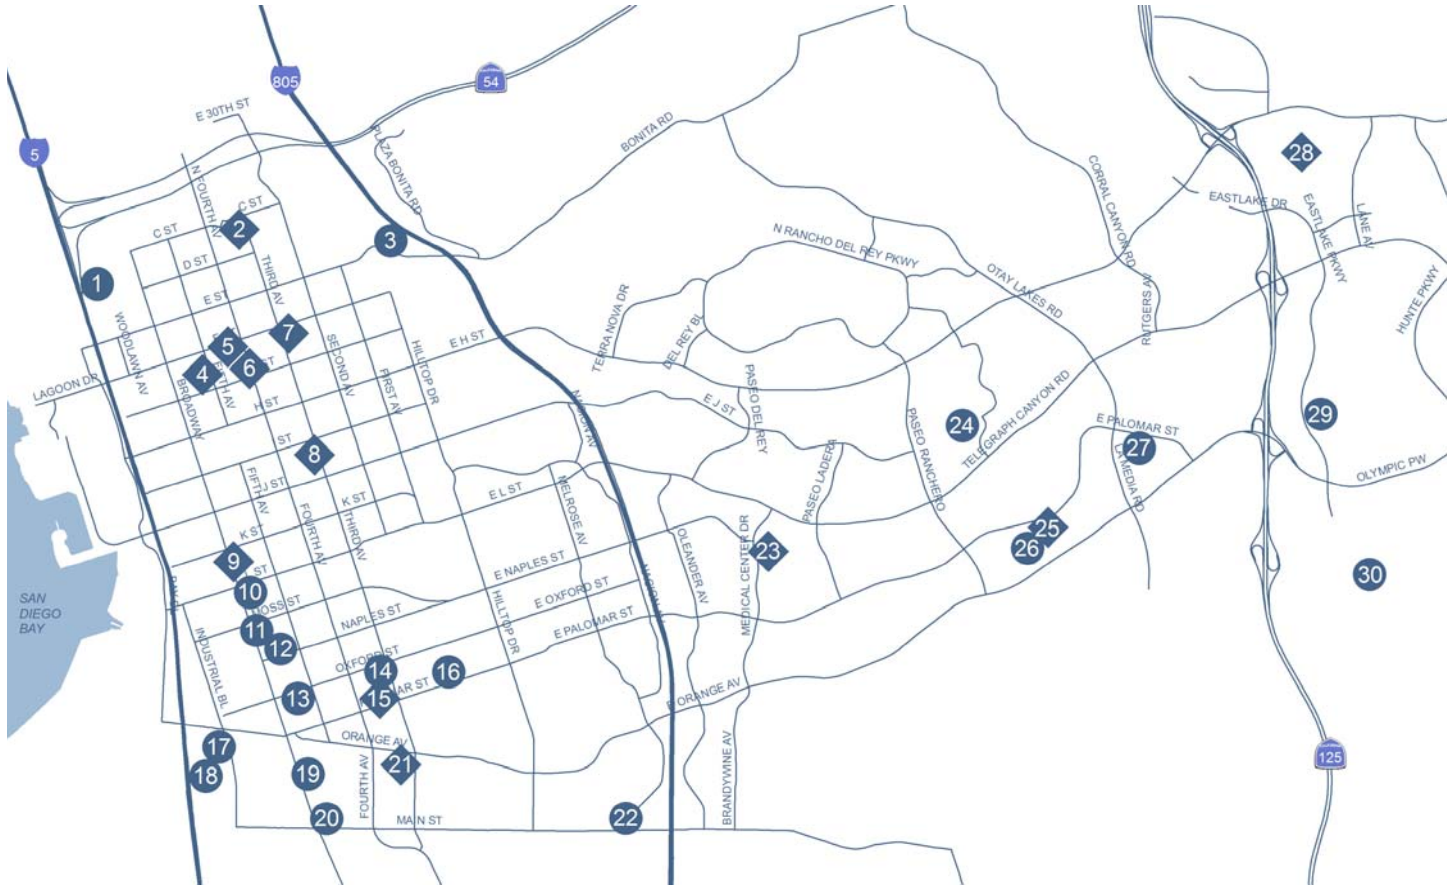 54
805
E 30TH ST
5
PLAZA BONITA RD
BONITA RD
28
N FOURTH AV
C ST
2
C ST
3
CORRAL CANYON RD
EASTLAKE DR
EASTLAKE PKWY
LANE AV
N RANCHO DEL REY PKWY
D ST
THIRD AV
1
OTAY LAKES RD
RUTGERS AV
HUNTE PKWY
E ST
TERRA NOVA DR
DEL REY BL
WOODLAWN AV
7
5
E H ST
SECOND AV
HILLTOP DR
6
ST
4
LAGOON DR
BROADWAY
FIRST AV
H ST
E J ST
PASEO DEL REY
TELEGRAPH CANYON RD
NACION AV
PASEO RANCHERO
24
29
E PALOMAR ST
27
ST
8
PASEO LADERA
LA MEDIA RD
OLYMPIC PW
FIFTH AV
J ST
K ST
E L ST
MELROSE AV
FOURTH AV
THIRD AV
K ST
OLEANDER AV
MEDICAL CENTER DR
23
25
26
9
ST
E NAPLES ST
30
10
SAN
DIEGO
BAY
MOSS ST
NAPLES ST
E OXFORD ST
HILLTOP DR
E PALOMAR ST
11
12
INDUSTRIAL BL
OXFORD ST
14
16
13
15
E ORANGE AV
17
ORANGE AV
18
19
21
FOURTH AV
BRANDYWINE AV
125
20
MAIN ST
22